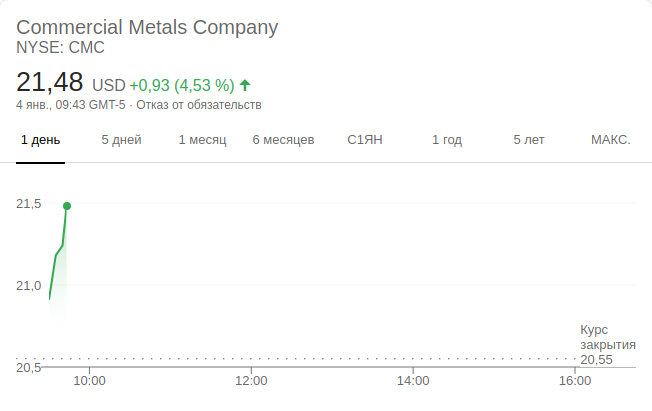 Commercial Metals Company
NYSE: CMC
21,48 USD +0,93 (4,53 %)
4 янв., 09:43 GMT-5 · Отказ от обязательств
1 день 5 дней 1 месяц 6 месяцев С1ЯН 1 год 5 лет МАКС.
21,5
21,0
Курс
закрытия
20,55
20,5
10:00 12:00 14:00 16:00